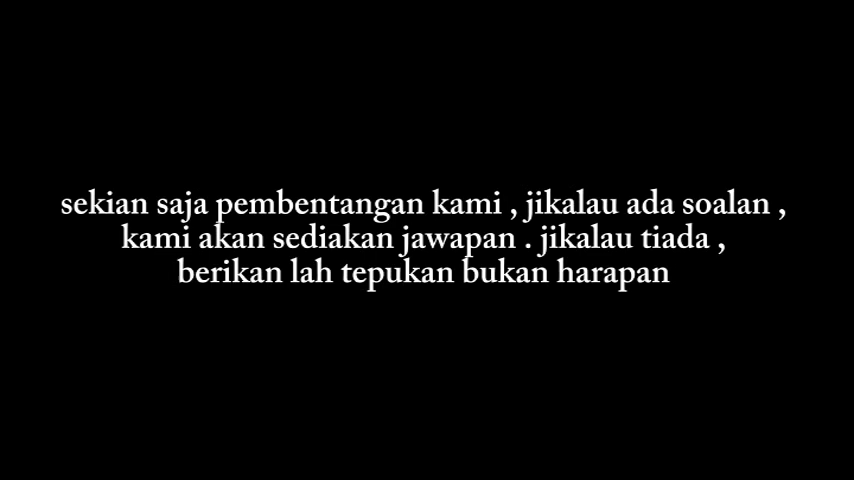 sekian saja pembentangan kami , jikalau ada soalan ,
kami akan sediakan jawapan . jikalau tiada ,
berikan lah tepukan bukan harapan